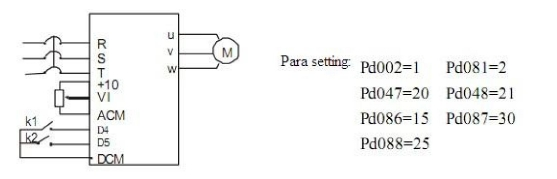 R
S
T
+10
VI
ACM
D4
D5
DCM
k1
k2
u
v
w
M
Para setting:
Pd002=1 Pd081=2
Pd047=20 Pd048=21
Pd086=15 Pd087=30
Pd088=25